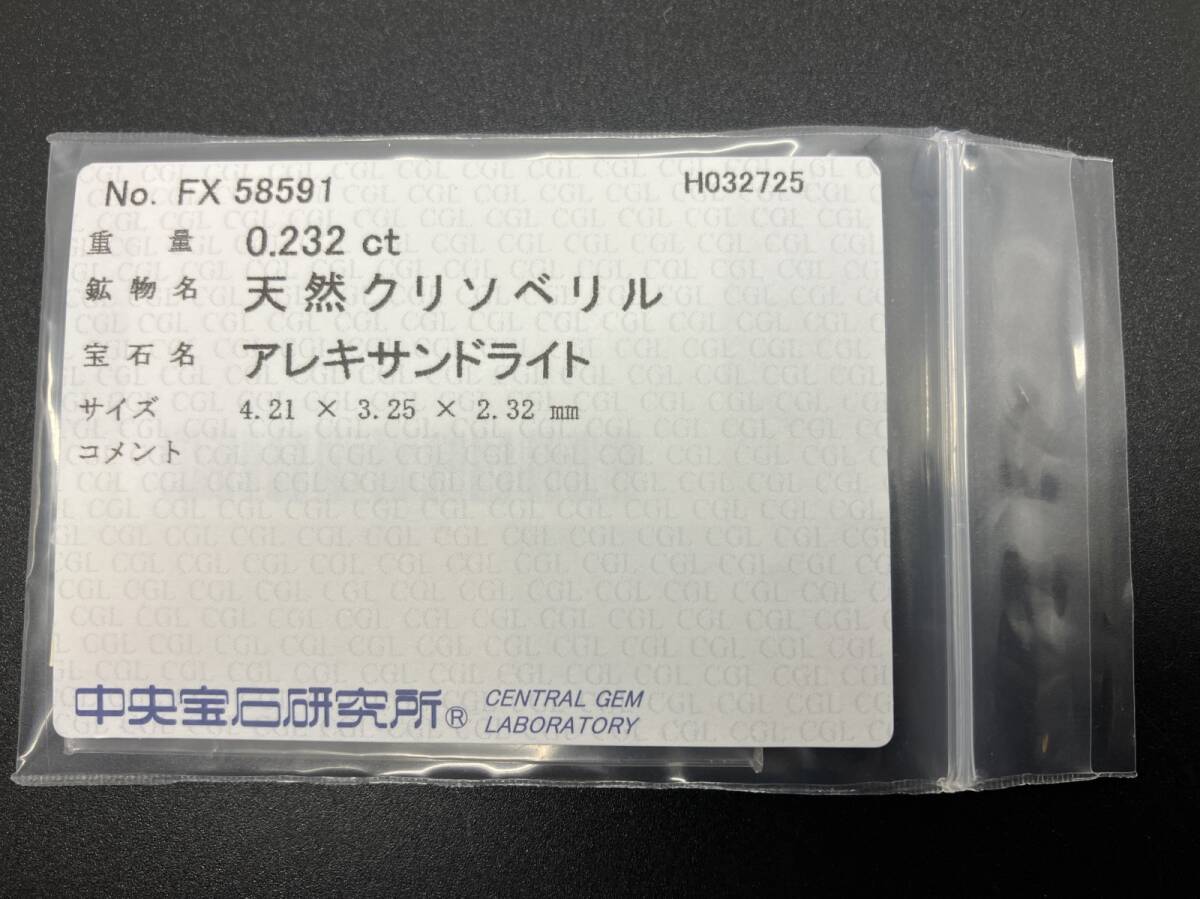 No. FX 58591 H032725
重量 0.232 ct
鉱物名 天然クリソベリル
宝石名 アレキサンドライト
サイズ 4.21 × 3.25 × 2.32 mm
コメント
中央宝石研究所® CENTRAL GEM
LABORATORY